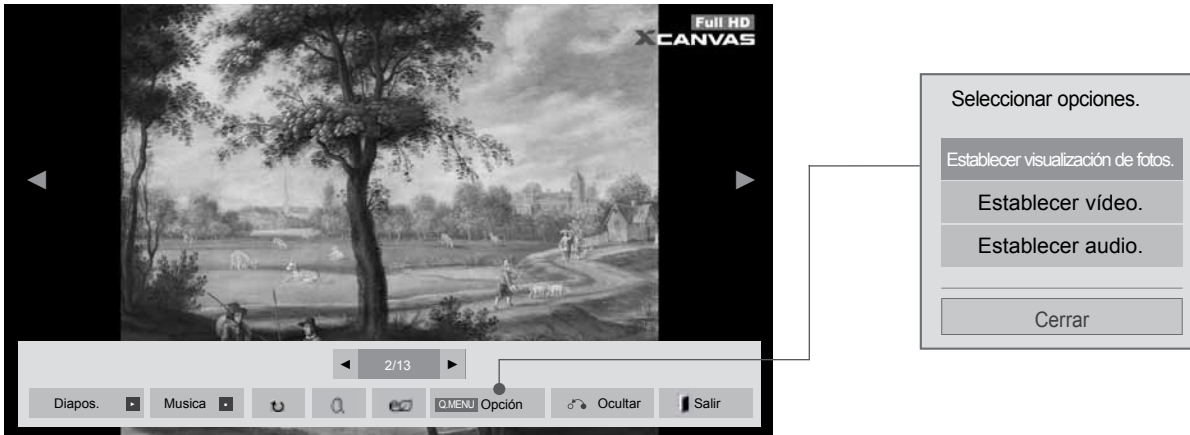 Full HD
XCANVAS
Seleccionar opciones.
Establecer visualización de fotos.
Establecer vídeo.
Establecer audio.
Cerrar
2/13
Diapos. Musica Q.MENU Opción Ocultar Salir